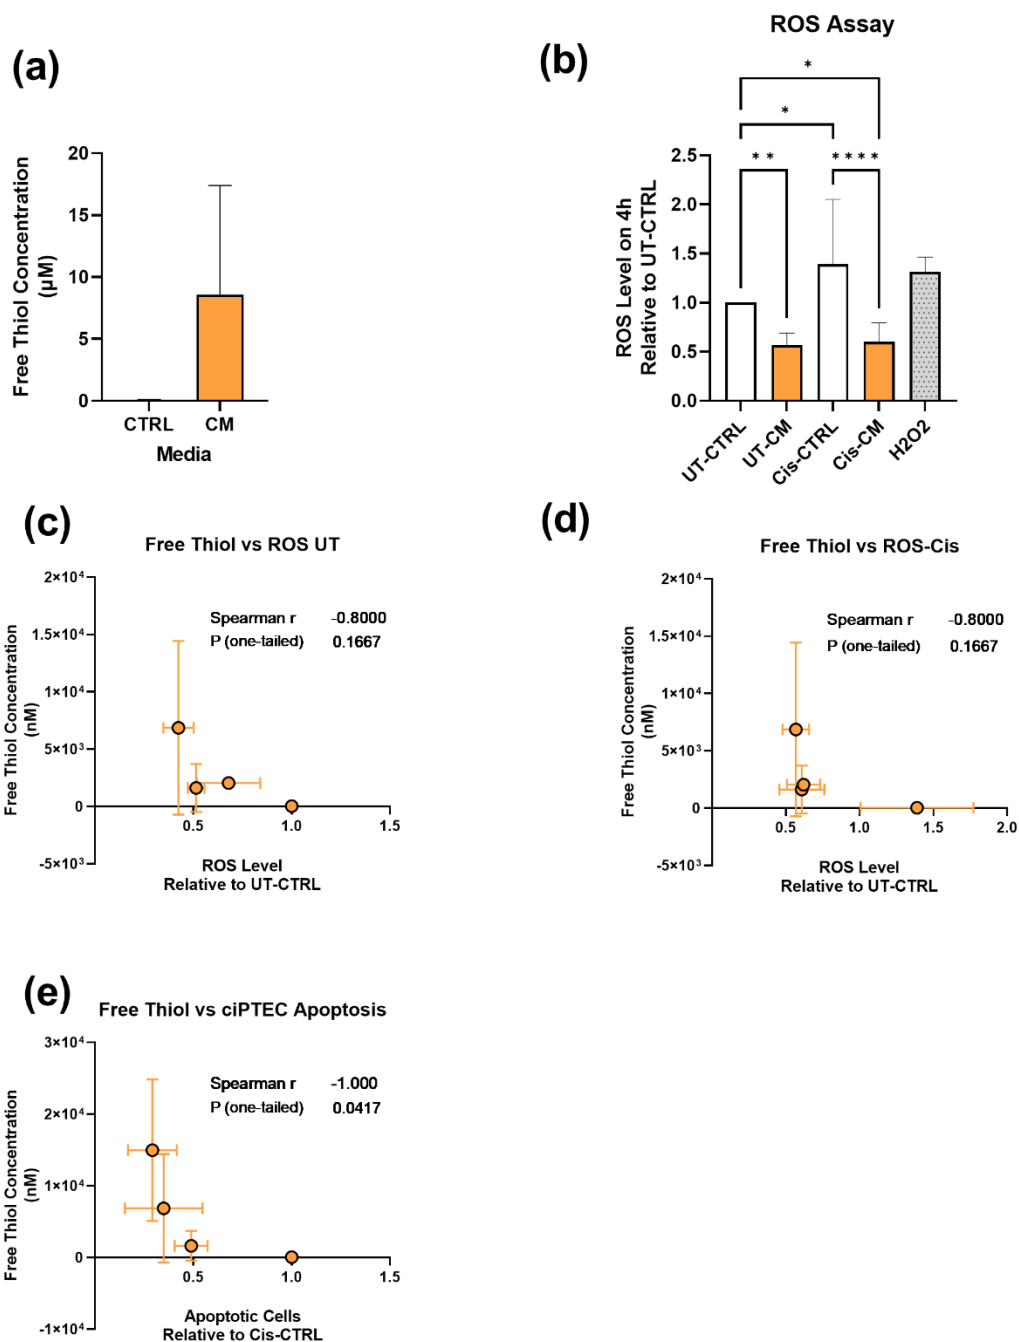 (a)
Free Thiol Concentration
(µM)
20
15
10
5
0
CTRL
CM
Media
(b)
ROS Assay
*
*
**
****
ROS Level on 4h
Relative to UT-CTRL
2.5
2.0
1.5
1.0
0.5
0.0
UT-CTRL
UT-CM
Cis-CTRL
Cis-CM
H2O2
(c)
Free Thiol vs ROS UT
Spearman r -0.8000
P (one-tailed) 0.1667
Free Thiol Concentration
(nM)
2×10⁴
1.5×10⁴
1×10⁴
5×10³
0
-5×10³
0.5
1.0
1.5
ROS Level
Relative to UT-CTRL
(d)
Free Thiol vs ROS-Cis
Spearman r -0.8000
P (one-tailed) 0.1667
Free Thiol Concentration
(nM)
2×10⁴
1.5×10⁴
1×10⁴
5×10³
0
-5×10³
0.5
1.0
1.5
2.0
ROS Level
Relative to UT-CTRL
(e)
Free Thiol vs ciPTEC Apoptosis
Spearman r -1.000
P (one-tailed) 0.0417
Free Thiol Concentration
(nM)
3×10⁴
2×10⁴
1×10⁴
0
-1×10⁴
0.5
1.0
1.5
Apoptotic Cells
Relative to Cis-CTRL